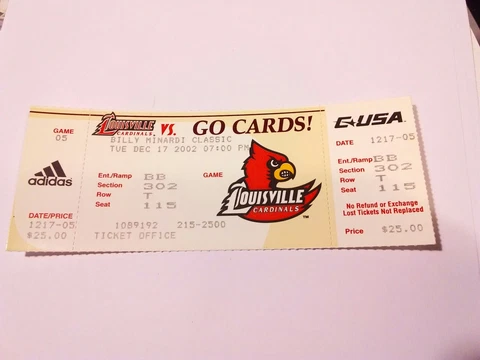 GAME
05
adidas
DATE/PRICE
1217-05
$25.00
LOUISVILLE
CARDINALS
VS.
GO CARDS!
BILLY MINARDI CLASSIC
TUE DEC 17 2002 07:00 PM
Ent./Ramp BB
GAME
Section 302
Row T
Seat 115
1089192 215-2500
TICKET OFFICE
LOUISVILLE
CARDINALS
TM
C USA
DATE 1217-05
Ent./Ramp BB
Section 302
Row T
Seat 115
No Refund or Exchange
Lost Tickets Not Replaced
Price $25.00